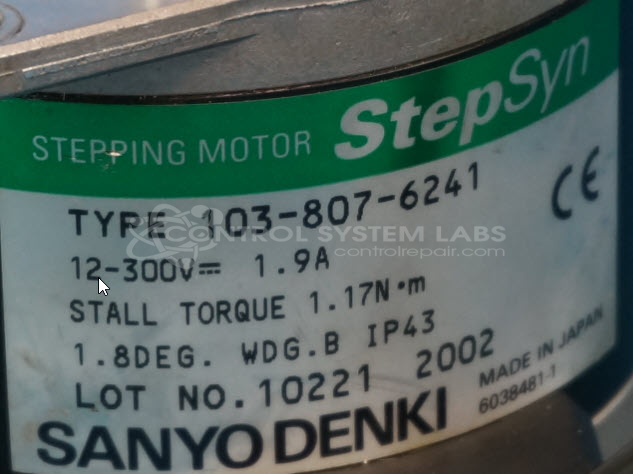 STEPPING MOTOR StepSyn
TYPE 103-807-6241
CE
CONTROL SYSTEM LABS
controlrepair.com
12-300V⎓ 1.9A
STALL TORQUE 1.17N•m
1.8DEG. WDG.B IP43
LOT NO.10221 2002
MADE IN JAPAN
6038481-1
SANYO DENKI